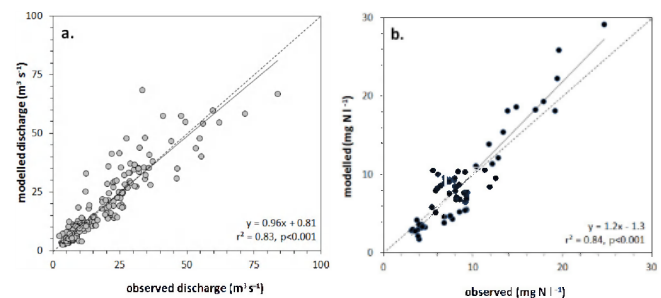 a.
100
75
50
25
0
0
25
50
75
100
modelled discharge (m³ s⁻¹)
observed discharge (m³ s⁻¹)
y = 0.96x + 0.81
r² = 0.83, p<0.001
b.
30
20
10
0
0
10
20
30
modelled (mg N l⁻¹)
observed (mg N l⁻¹)
y = 1.2x - 1.3
r² = 0.84, p<0.001